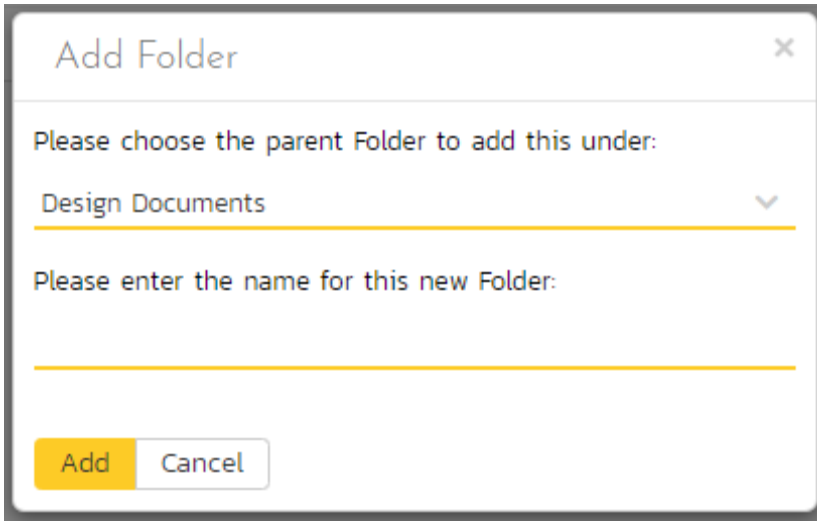 Add Folder
Please choose the parent Folder to add this under:
Design Documents
Please enter the name for this new Folder:
Add
Cancel